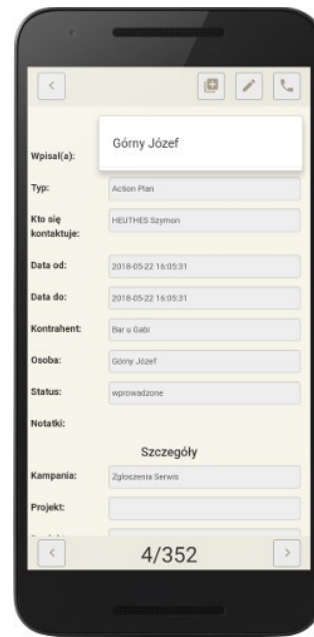 Górny Józef
Wpisał(a):
Typ: Action Plan
Kto się HEUTHES Szymon
kontaktuje:
Data od: 2018-05-22 16:05:31
Data do: 2018-05-22 16:05:31
Kontrahent: Bar u Gabi
Osoba: Górny Józef
Status: wprowadzone
Notatki:
Szczegóły
Kampania: Zgłoszenia Serwis
Projekt:
4/352